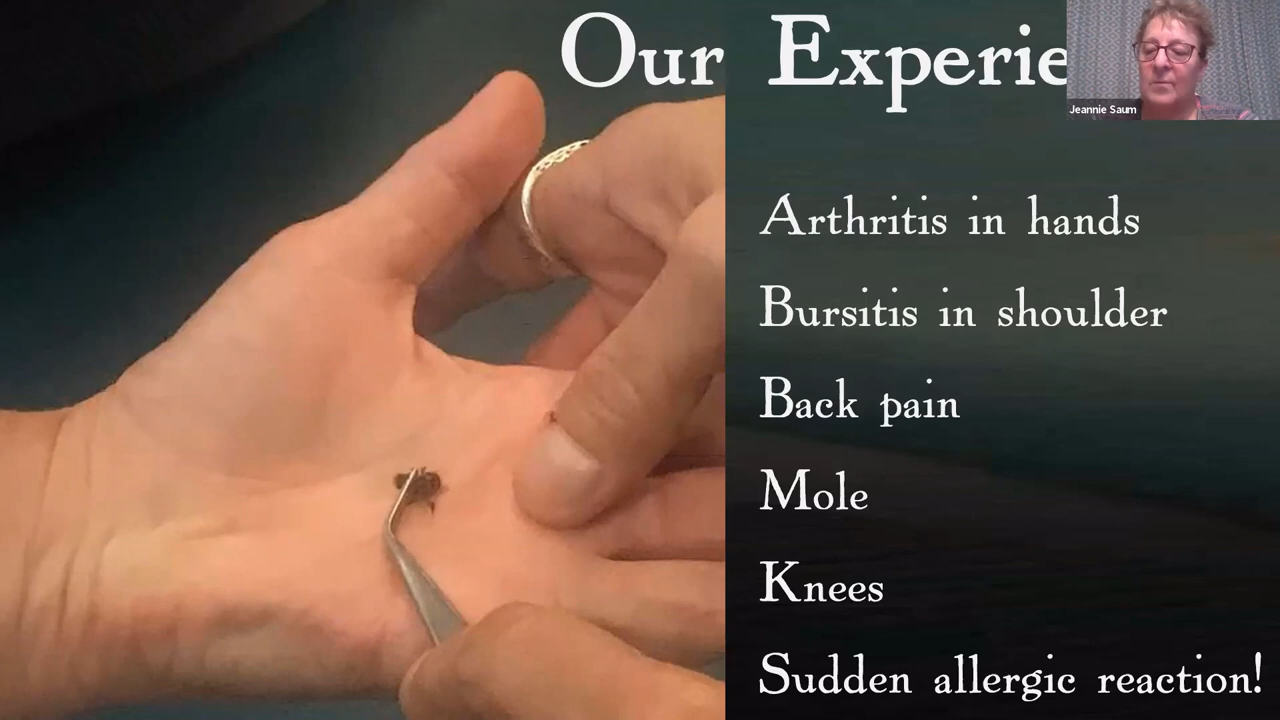 Our Experie
Jeannie Saum
Arthritis in hands
Bursitis in shoulder
Back pain
Mole
Knees
Sudden allergic reaction!